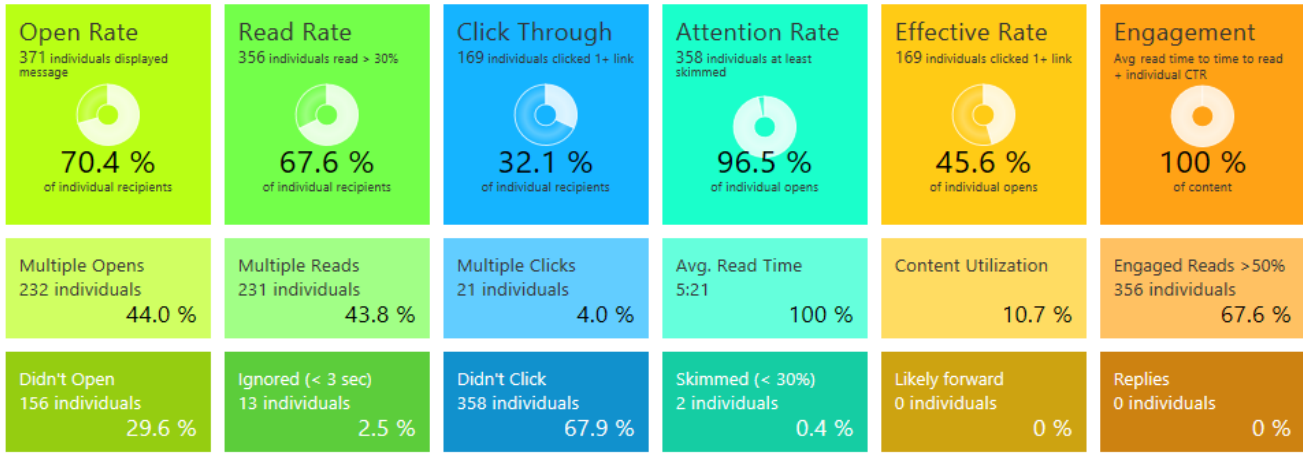 Open Rate
371 individuals displayed
message
70.4 %
of individual recipients
Read Rate
356 individuals read > 30%
67.6 %
of individual recipients
Click Through
169 individuals clicked 1+ link
32.1 %
of individual recipients
Attention Rate
358 individuals at least
skimmed
96.5 %
of individual opens
Effective Rate
169 individuals clicked 1+ link
45.6 %
of individual opens
Engagement
Avg read time to time to read
+ individual CTR
100 %
of content
Multiple Opens
232 individuals
44.0 %
Multiple Reads
231 individuals
43.8 %
Multiple Clicks
21 individuals
4.0 %
Avg. Read Time
5:21
100 %
Content Utilization
10.7 %
Engaged Reads >50%
356 individuals
67.6 %
Didn't Open
156 individuals
29.6 %
Ignored (< 3 sec)
13 individuals
2.5 %
Didn't Click
358 individuals
67.9 %
Skimmed (< 30%)
2 individuals
0.4 %
Likely forward
0 individuals
0 %
Replies
0 individuals
0 %